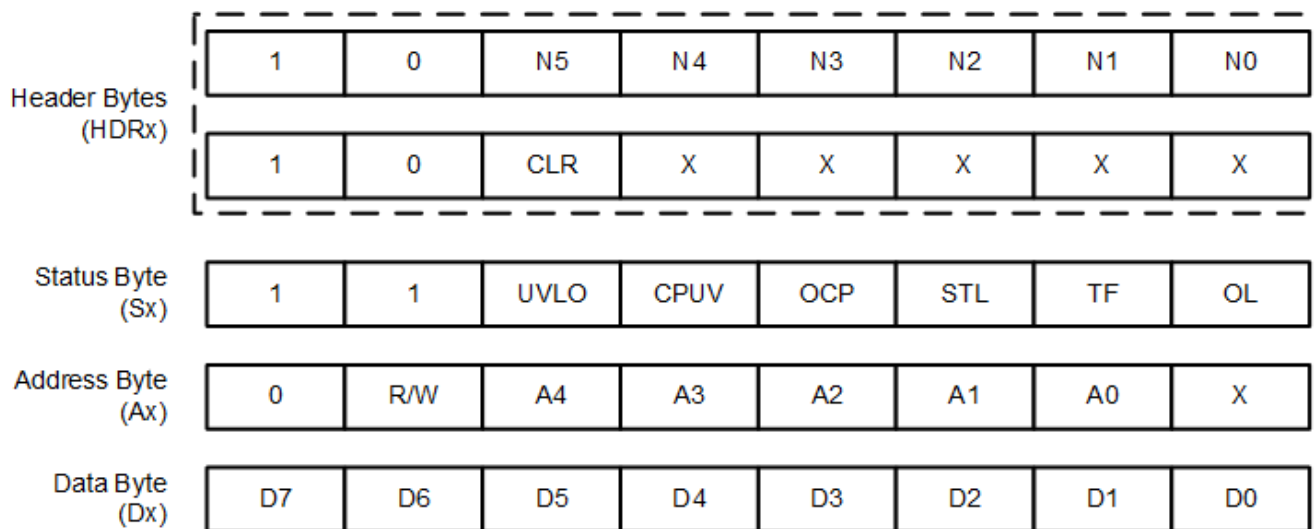 1 0 N5 N4 N3 N2 N1 N0
Header Bytes
(HDRx)
1 0 CLR X X X X X
Status Byte
(Sx)
1 1 UVLO CPUV OCP STL TF OL
Address Byte
(Ax)
0 R/W A4 A3 A2 A1 A0 X
Data Byte
(Dx)
D7 D6 D5 D4 D3 D2 D1 D0